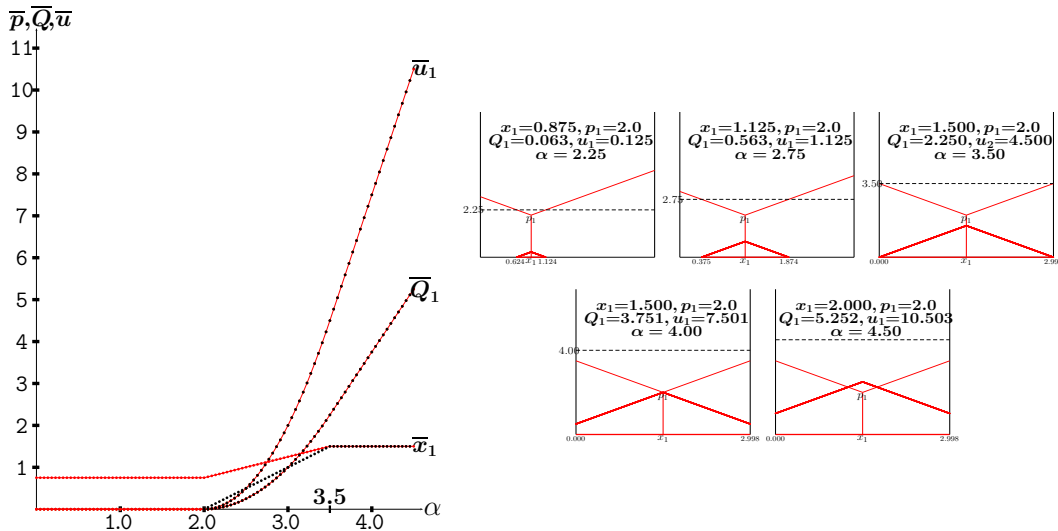 p̅,Q̅,u̅
11
10
9
8
7
6
5
4
3
2
1
u̅₁
Q̅₁
x̅₁
3.5
α
1.0
2.0
3.0
4.0
x₁=0.875, p₁=2.0
Q₁=0.063, u₁=0.125
α = 2.25
2.25
p₁
0.624
x₁
1.124
x₁=1.125, p₁=2.0
Q₁=0.563, u₁=1.125
α = 2.75
2.75
p₁
0.375
x₁
1.874
x₁=1.500, p₁=2.0
Q₁=2.250, u₂=4.500
α = 3.50
3.50
p₁
0.000
x₁
2.99
x₁=1.500, p₁=2.0
Q₁=3.751, u₁=7.501
α = 4.00
4.00
p₁
0.000
x₁
2.998
x₁=2.000, p₁=2.0
Q₁=5.252, u₁=10.503
α = 4.50
p₁
0.000
x₁
2.998